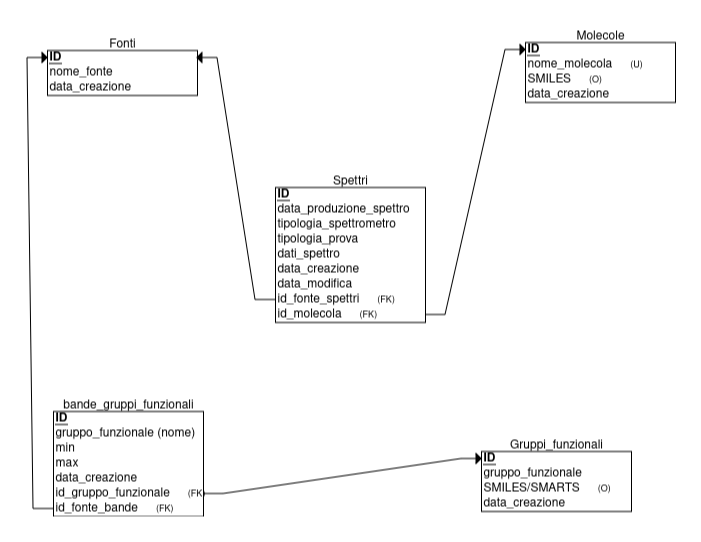 Fonti
ID
nome_fonte
data_creazione
Molecole
ID
nome_molecola (U)
SMILES (O)
data_creazione
Spettri
ID
data_produzione_spettro
tipologia_spettrometro
tipologia_prova
dati_spettro
data_creazione
data_modifica
id_fonte_spettri (FK)
id_molecola (FK)
bande_gruppi_funzionali
ID
gruppo_funzionale (nome)
min
max
data_creazione
id_gruppo_funzionale (FK
id_fonte_bande (FK)
Gruppi_funzionali
ID
gruppo_funzionale
SMILES/SMARTS (O)
data_creazione